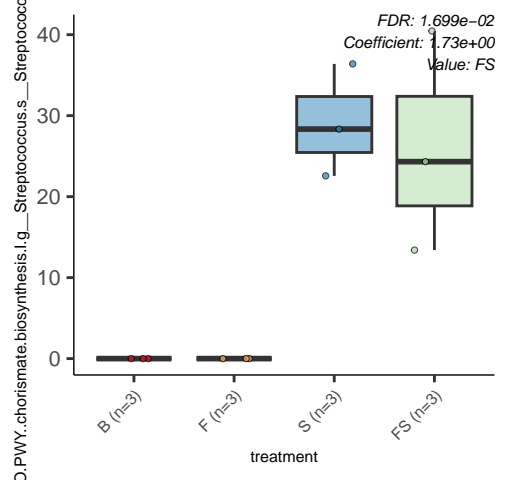 O.PWY..chorismate.biosynthesis.I.g__Streptococcus.s__Streptococc
FDR: 1.699e−02
Coefficient: 1.73e+00
Value: FS
40
30
20
10
0
B (n=3)
F (n=3)
S (n=3)
FS (n=3)
treatment